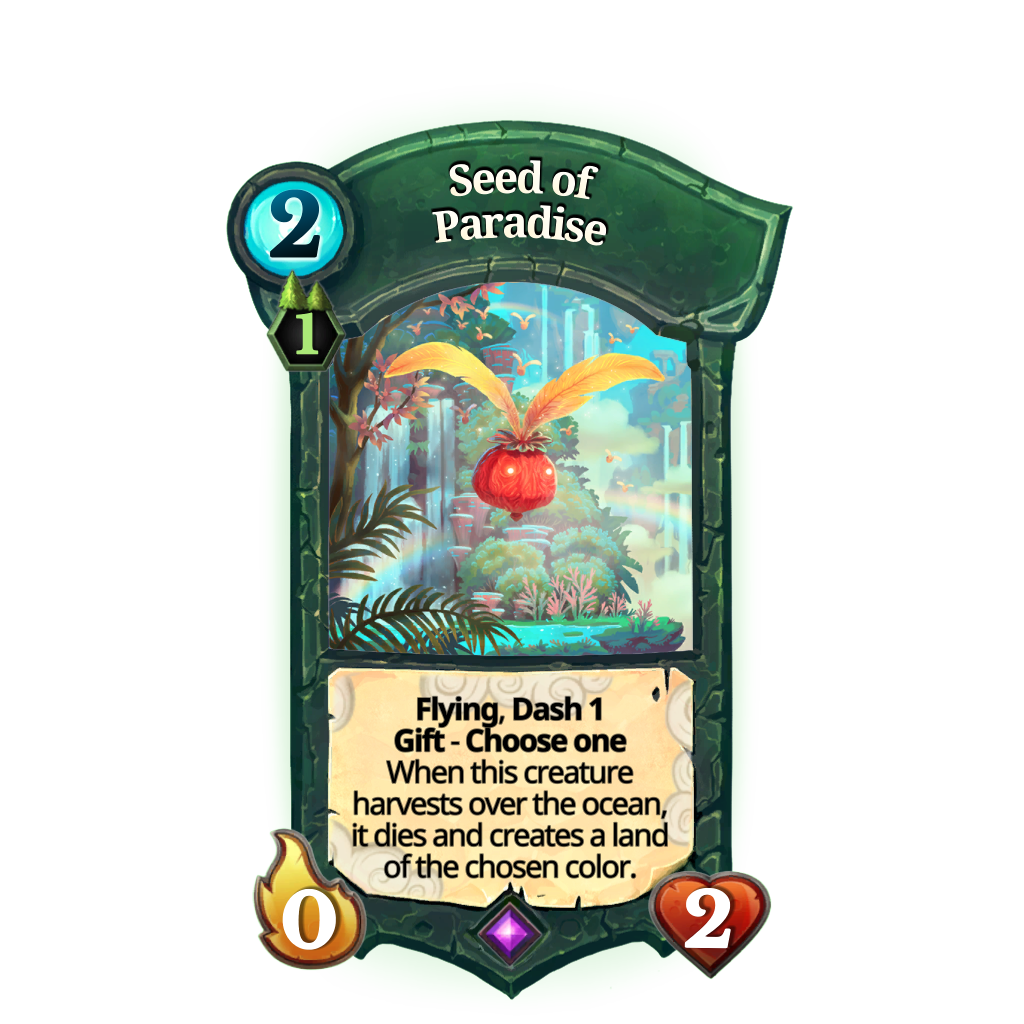 Seed of
Paradise
2
1
Flying, Dash 1
Gift - Choose one
When this creature
harvests over the ocean,
it dies and creates a land
of the chosen color.
0
2